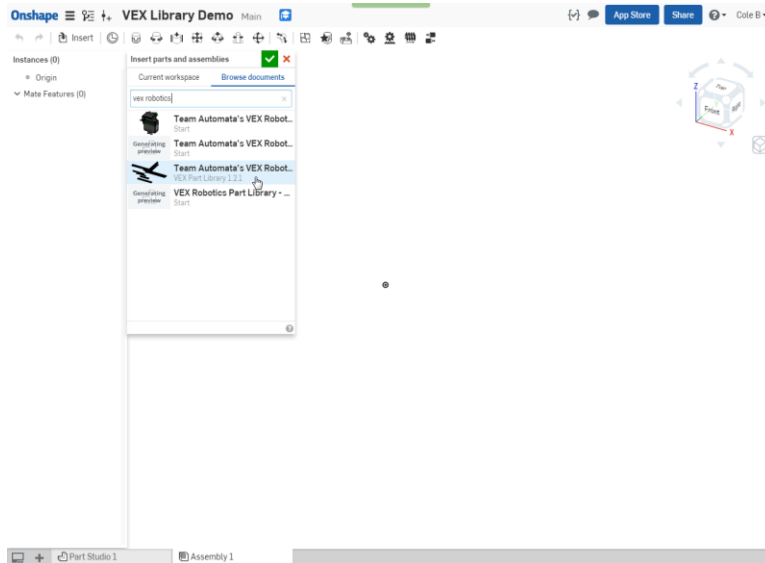 Onshape VEX Library Demo Main App Store Share Cole B
Insert
Instances (0)
Origin
Mate Features (0)
Insert parts and assemblies
Current workspace Browse documents
vex robotics
Team Automata's VEX Robot...
Start
Generating preview
Team Automata's VEX Robot...
Start
Team Automata's VEX Robot...
VEX Part Library 1.2.1
Generating preview
VEX Robotics Part Library - ...
Start
Z
Top
Front
Right
X
Part Studio 1 Assembly 1